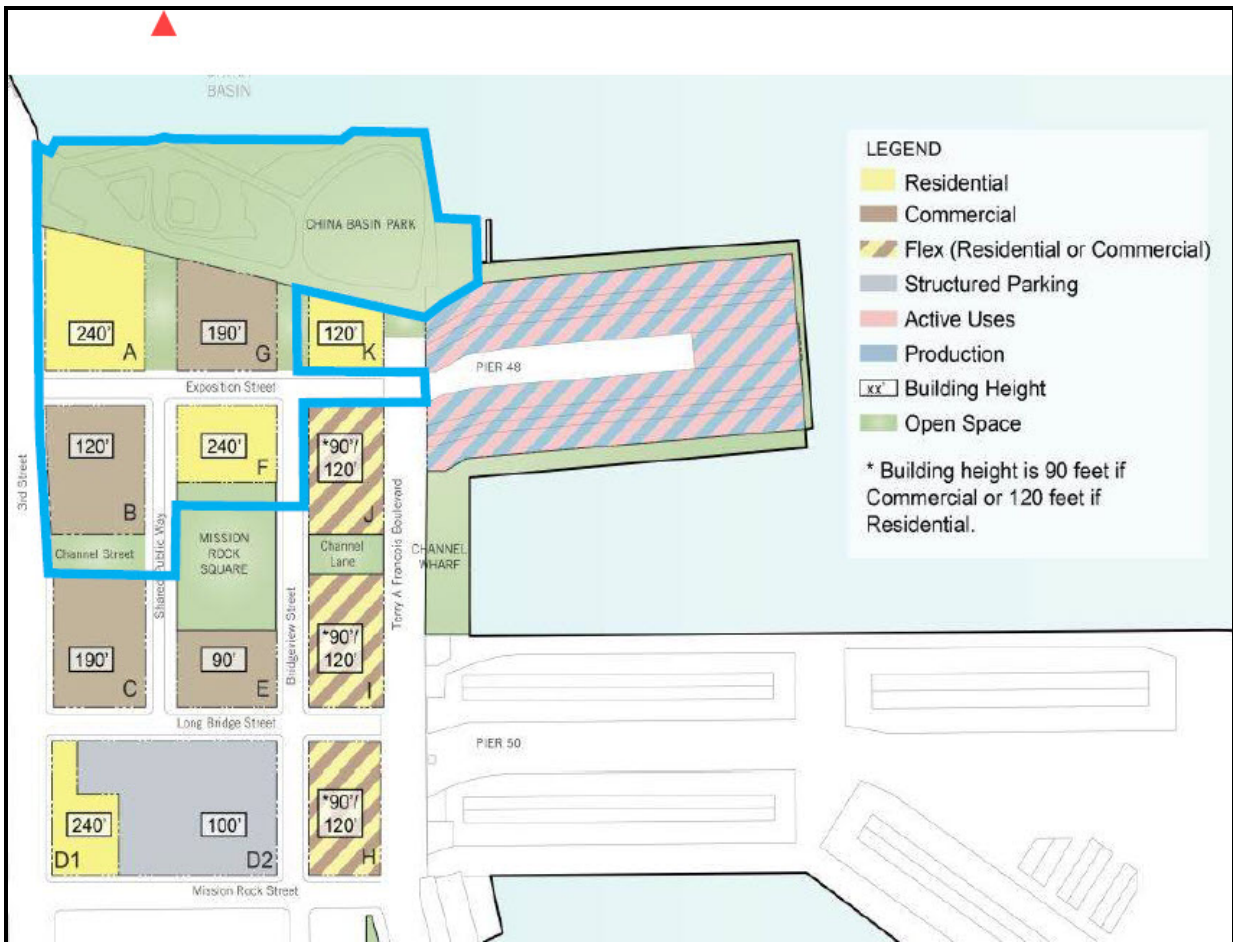 BASIN
CHINA BASIN PARK
240'
A
190'
G
120'
K
PIER 48
Exposition Street
3rd Street
120'
B
240'
F
*90'/
120'
J
Channel Street
Shared Public Way
MISSION
ROCK
SQUARE
Bridgeview Street
Channel
Lane
Terry A Francois Boulevard
CHANNEL
WHARF
190'
C
90'
E
*90'/
120'
I
Long Bridge Street
PIER 50
240'
D1
100'
D2
*90'/
120'
H
Mission Rock Street
LEGEND
Residential
Commercial
Flex (Residential or Commercial)
Structured Parking
Active Uses
Production
xx' Building Height
Open Space
* Building height is 90 feet if
Commercial or 120 feet if
Residential.